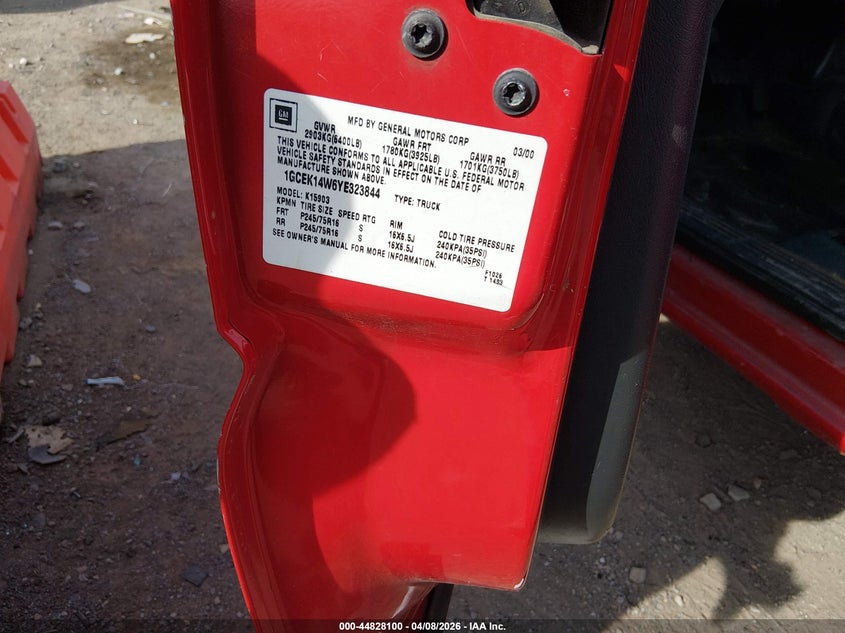 GM
MFD BY GENERAL MOTORS CORP 03/00
GVWR GAWR FRT GAWR RR
2903KG(6400LB) 1780KG(3925LB) 1701KG(3750LB)
THIS VEHICLE CONFORMS TO ALL APPLICABLE U.S. FEDERAL MOTOR
VEHICLE SAFETY STANDARDS IN EFFECT ON THE DATE OF
MANUFACTURE SHOWN ABOVE.
1GCEK14W6YE323844 TYPE: TRUCK
MODEL: K15903
KPMN TIRE SIZE SPEED RTG RIM COLD TIRE PRESSURE
FRT P245/75R16 S 16X6.5J 240KPA(35PSI)
RR P245/75R16 S 16X6.5J 240KPA(35PSI)
SEE OWNER'S MANUAL FOR MORE INFORMATION.
F1026
T 1483
000-44828100 - 04/08/2026 - IAA Inc.